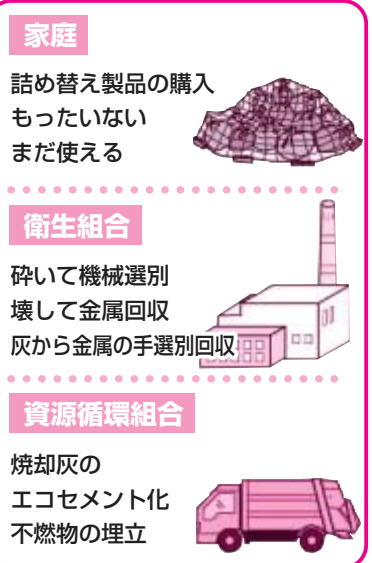 家庭
詰め替え製品の購入
もったいない
まだ使える
衛生組合
砕いて機械選別
壊して金属回収
灰から金属の手選別回収
資源循環組合
焼却灰の
エコセメント化
不燃物の埋立